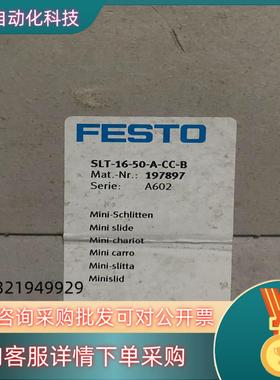 自动化科技
FESTO
SLT-16-50-A-CC-B
Mat.-Nr.: 197897
Serie: A602
Mini-Schlitten
Mini slide
Mini-chariot
Mini carro
Mini-slitta
Minislid
321949929
咨询采购批发可对公开票
客服详情下单采购